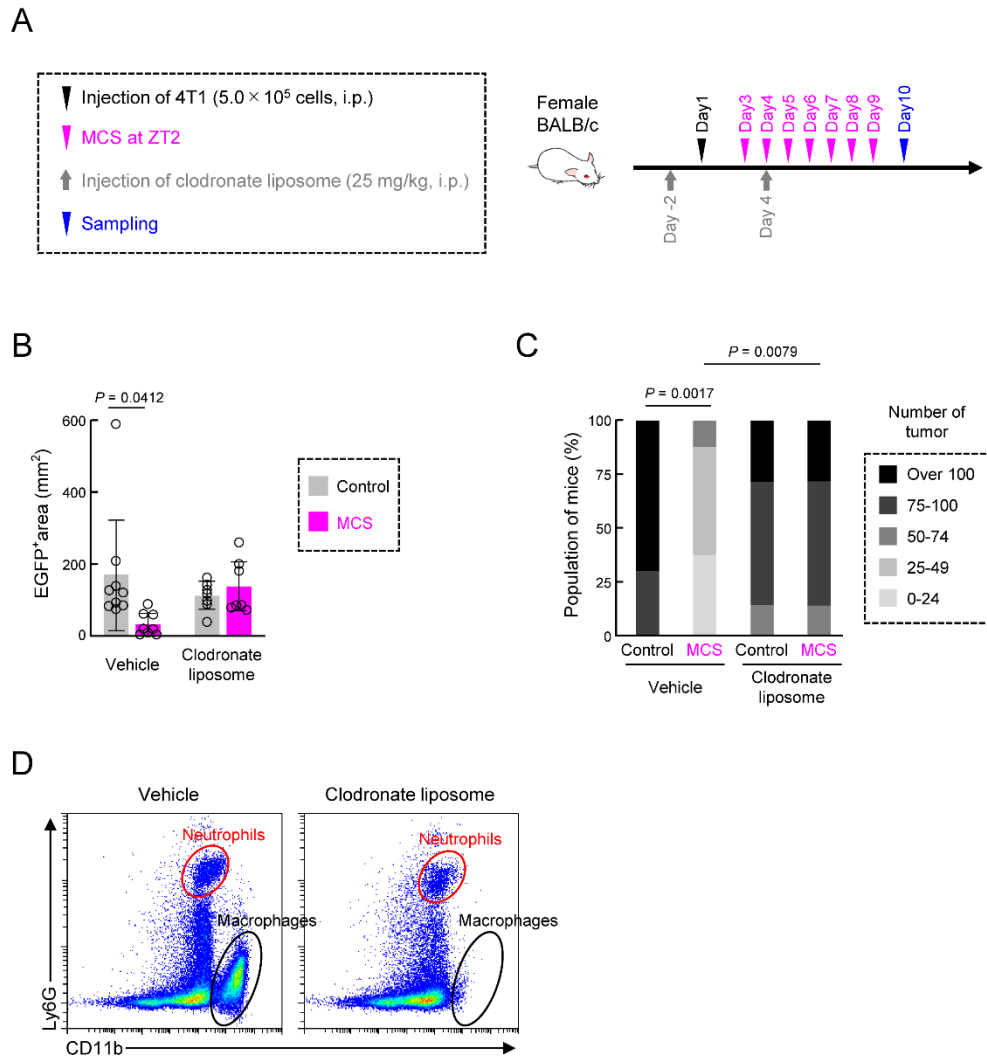 A
Injection of 4T1 (5.0 × 10⁵ cells, i.p.)
MCS at ZT2
Injection of clodronate liposome (25 mg/kg, i.p.)
Sampling
Female
BALB/c
Day1
Day3
Day4
Day5
Day6
Day7
Day8
Day9
Day10
Day -2
Day 4
B
P = 0.0412
EGFP⁺area (mm²)
600
400
200
0
Control
MCS
Vehicle
Clodronate
liposome
C
P = 0.0079
P = 0.0017
Population of mice (%)
100
75
50
25
0
Control
MCS
Control
MCS
Vehicle
Clodronate
liposome
Number of
tumor
Over 100
75-100
50-74
25-49
0-24
D
Vehicle
Clodronate liposome
Neutrophils
Macrophages
Neutrophils
Macrophages
Ly6G
CD11b